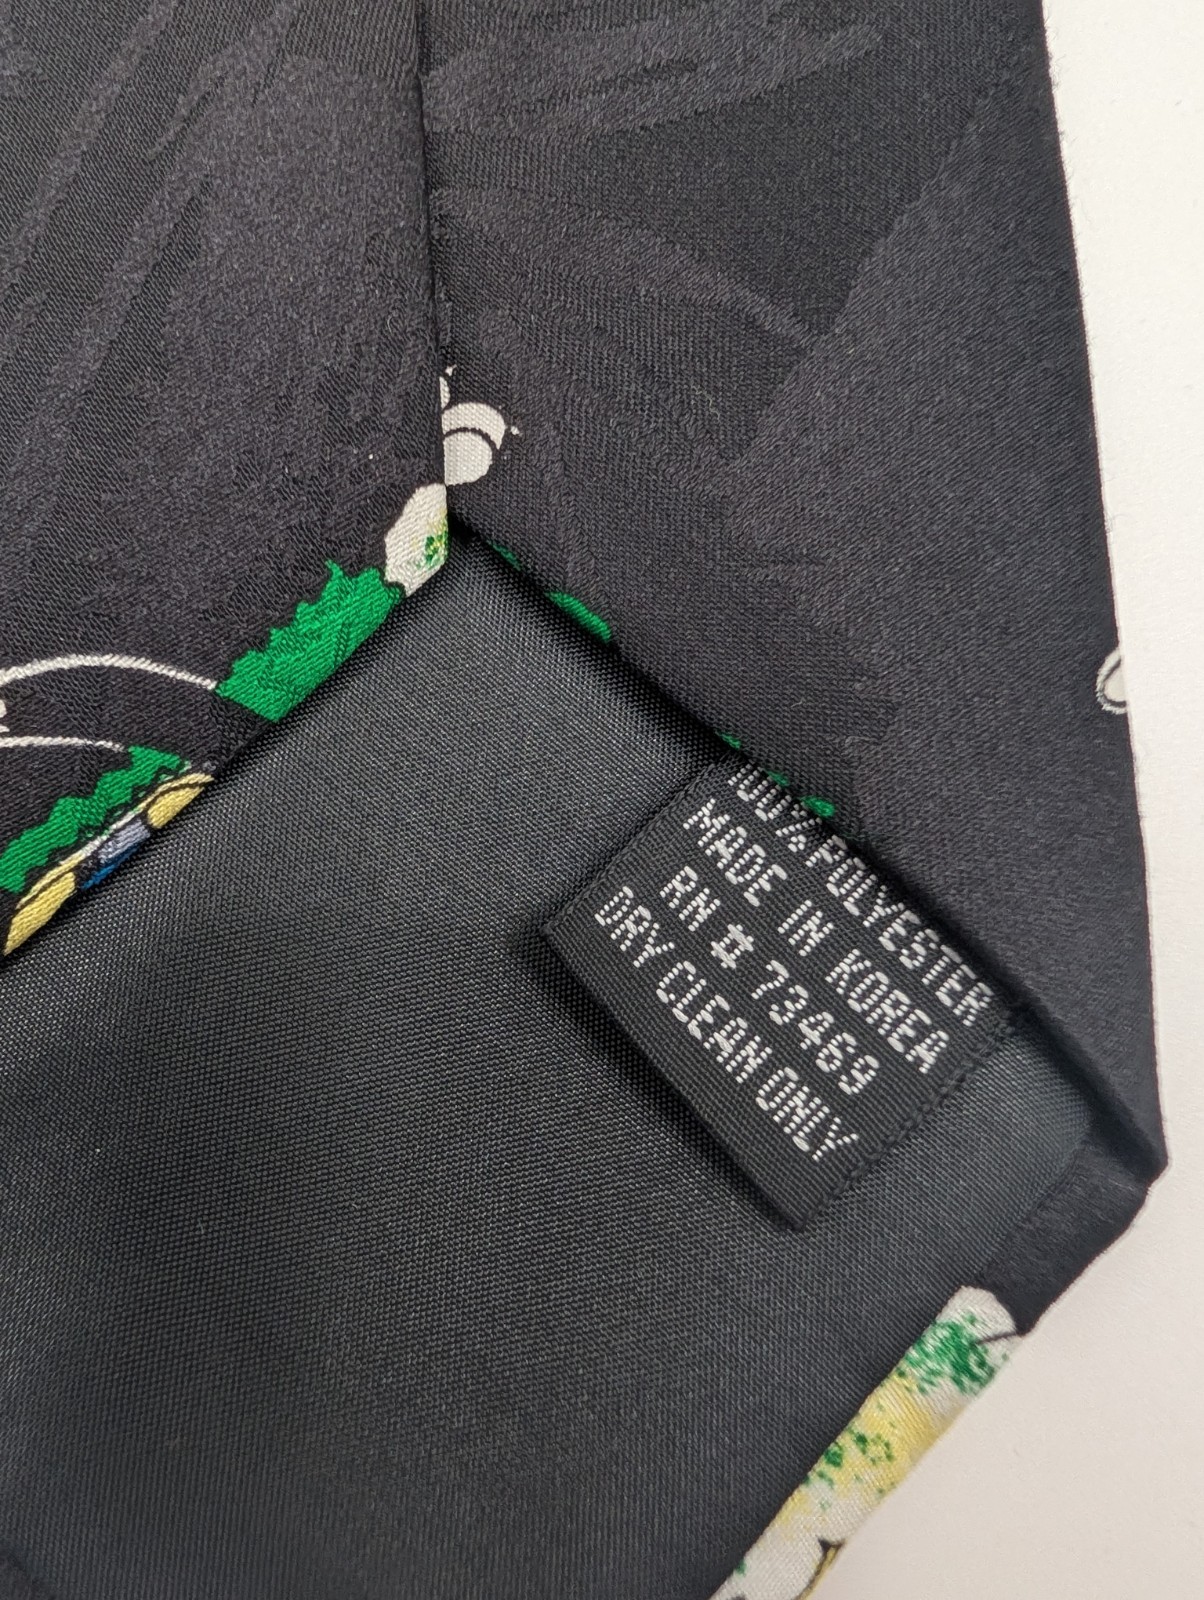 100% POLYESTER
MADE IN KOREA
RN # 73469
DRY CLEAN ONLY